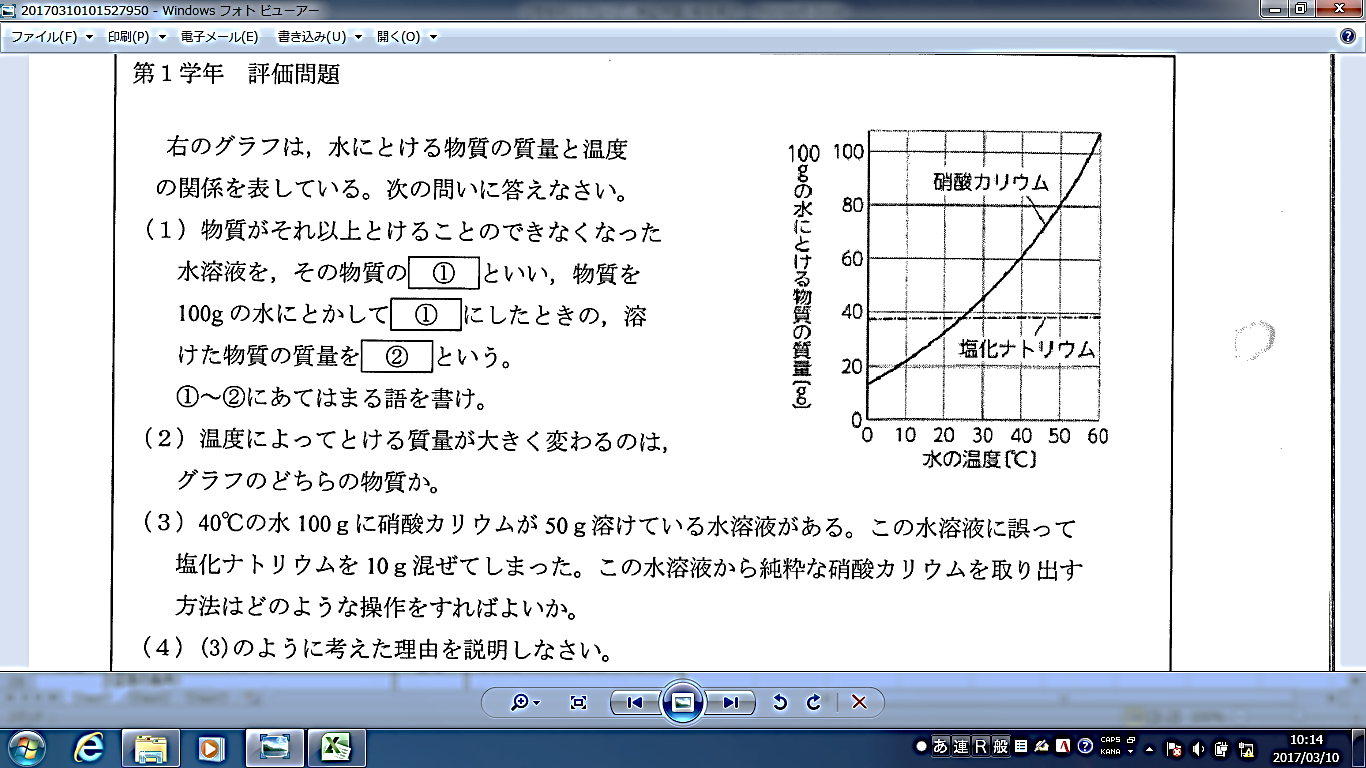 20170310101527950 - Windows フォト ビューアー
ファイル(F) 印刷(P) 電子メール(E) 書き込み(U) 開く(O)
第1学年 評価問題
右のグラフは，水にとける物質の質量と温度
の関係を表している。次の問いに答えなさい。
(1) 物質がそれ以上とけることのできなくなった
水溶液を，その物質の ① といい，物質を
100gの水にとかして ① にしたときの，溶
けた物質の質量を ② という。
①～②にあてはまる語を書け。
(2) 温度によってとける質量が大きく変わるのは，
グラフのどちらの物質か。
(3) 40℃の水100gに硝酸カリウムが50g溶けている水溶液がある。この水溶液に誤って
塩化ナトリウムを10g混ぜてしまった。この水溶液から純粋な硝酸カリウムを取り出す
方法はどのような操作をすればよいか。
(4) (3)のように考えた理由を説明しなさい。
100gの水にとける物質の質量〔g〕
100
80
60
40
20
0
硝酸カリウム
塩化ナトリウム
0 10 20 30 40 50 60
水の温度〔℃〕
あ 連 R 般
CAPS
KANA
10:14
2017/03/10